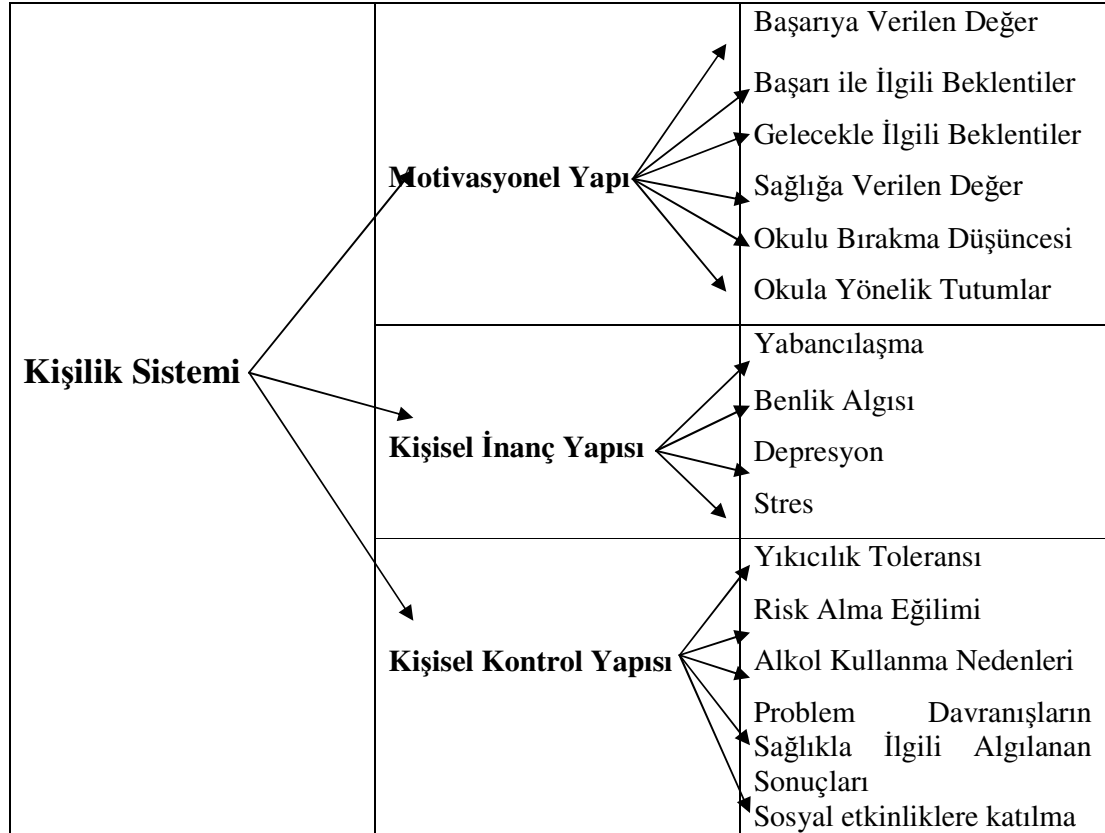 Başarıya Verilen Değer
Başarı ile İlgili Beklentiler
Gelecekle İlgili Beklentiler
Motivasyonel Yapı
Sağlığa Verilen Değer
Okulu Bırakma Düşüncesi
Okula Yönelik Tutumlar
Kişilik Sistemi
Yabancılaşma
Benlik Algısı
Kişisel İnanç Yapısı
Depresyon
Stres
Yıkıcılık Toleransı
Risk Alma Eğilimi
Kişisel Kontrol Yapısı
Alkol Kullanma Nedenleri
Problem Davranışların
Sağlıkla İlgili Algılanan
Sonuçları
Sosyal etkinliklere katılma